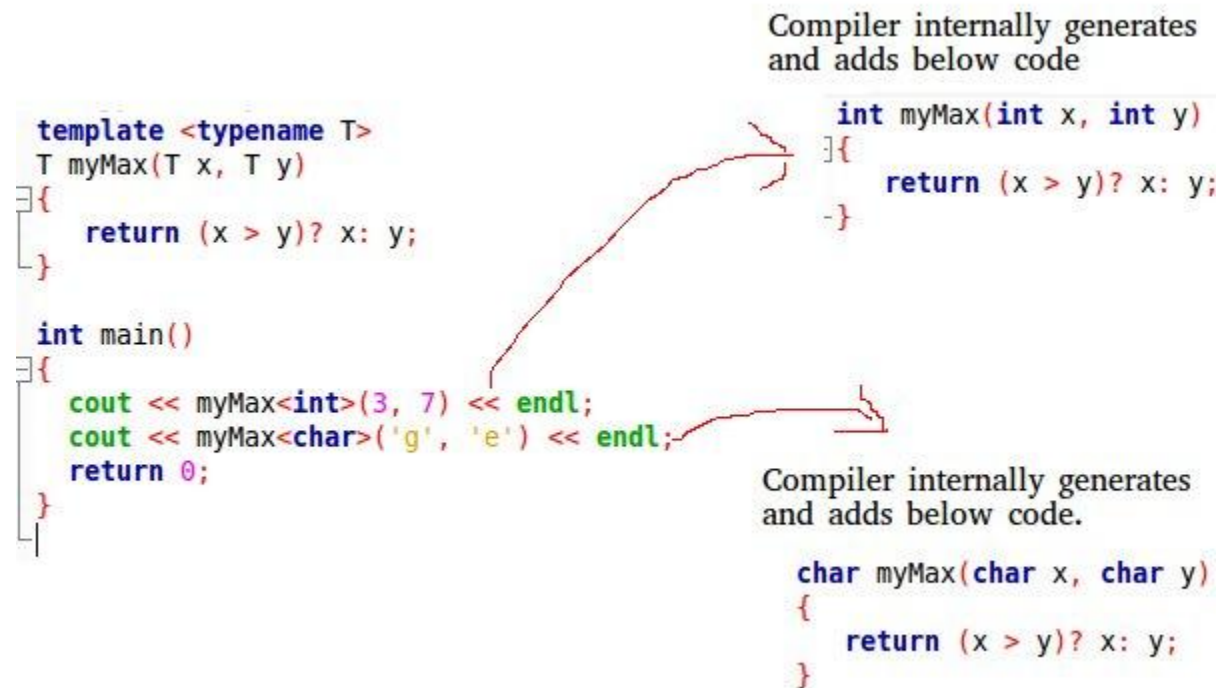 Compiler internally generates
and adds below code
template <typename T>
T myMax(T x, T y)
{
return (x > y)? x: y;
}
int main()
{
cout << myMax<int>(3, 7) << endl;
cout << myMax<char>('g', 'e') << endl;
return 0;
}
int myMax(int x, int y)
{
return (x > y)? x: y;
}
Compiler internally generates
and adds below code.
char myMax(char x, char y)
{
return (x > y)? x: y;
}